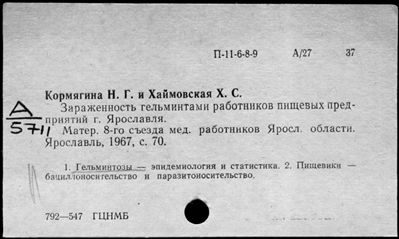 П-11-6-8-9 А/27 37
Кормягина Н. Г. и Хаймовская Х. С.
Зараженность гельминтами работников пищевых пред-
приятий г. Ярославля.
Д/5711
Матер. 8-го съезда мед. работников Яросл. области.
Ярославль, 1967, с. 70.
1. Гельминтозы — эпидемиология и статистика. 2. Пищевики —
бациллоносительство и паразитоносительство.
792—547 ГЦНМБ